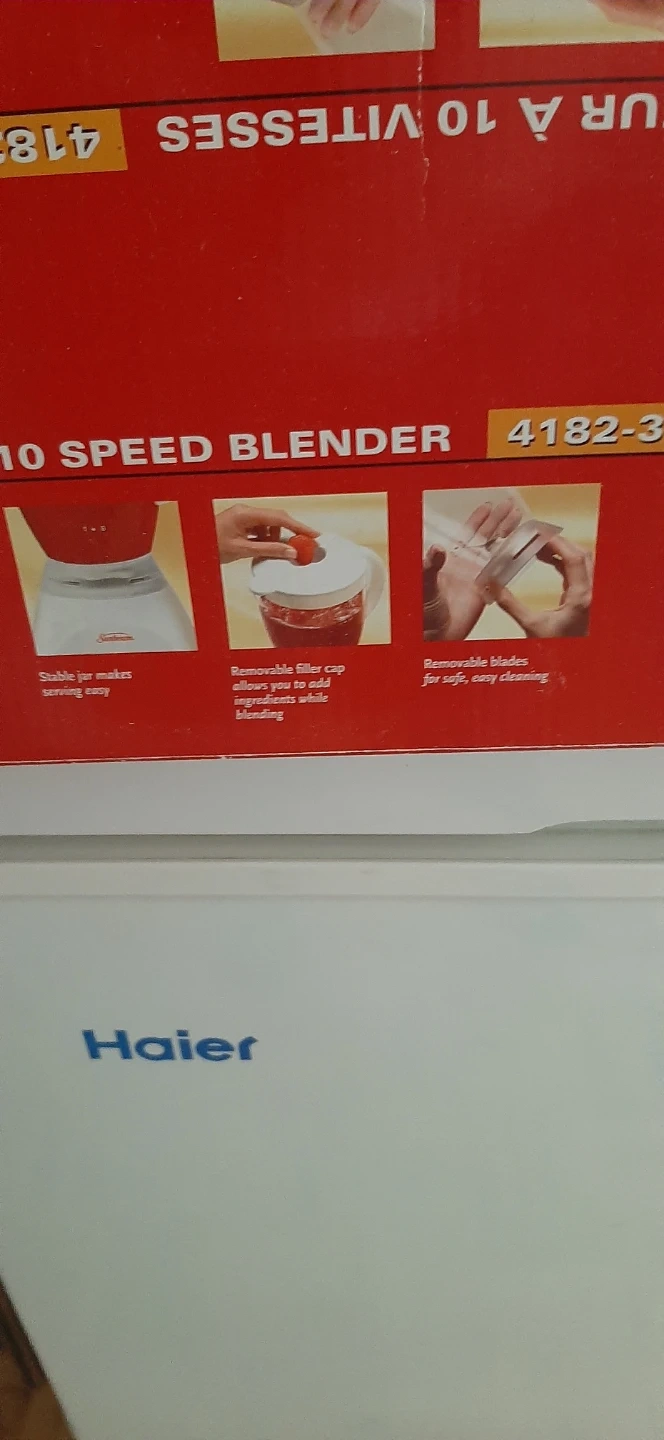 UR À 10 VITESSES
418
10 SPEED BLENDER
4182-3
Sunbeam
Stable jar makes
serving easy
Removable filler cap
allows you to add
ingredients while
blending
Removable blades
for safe, easy cleaning
Haier